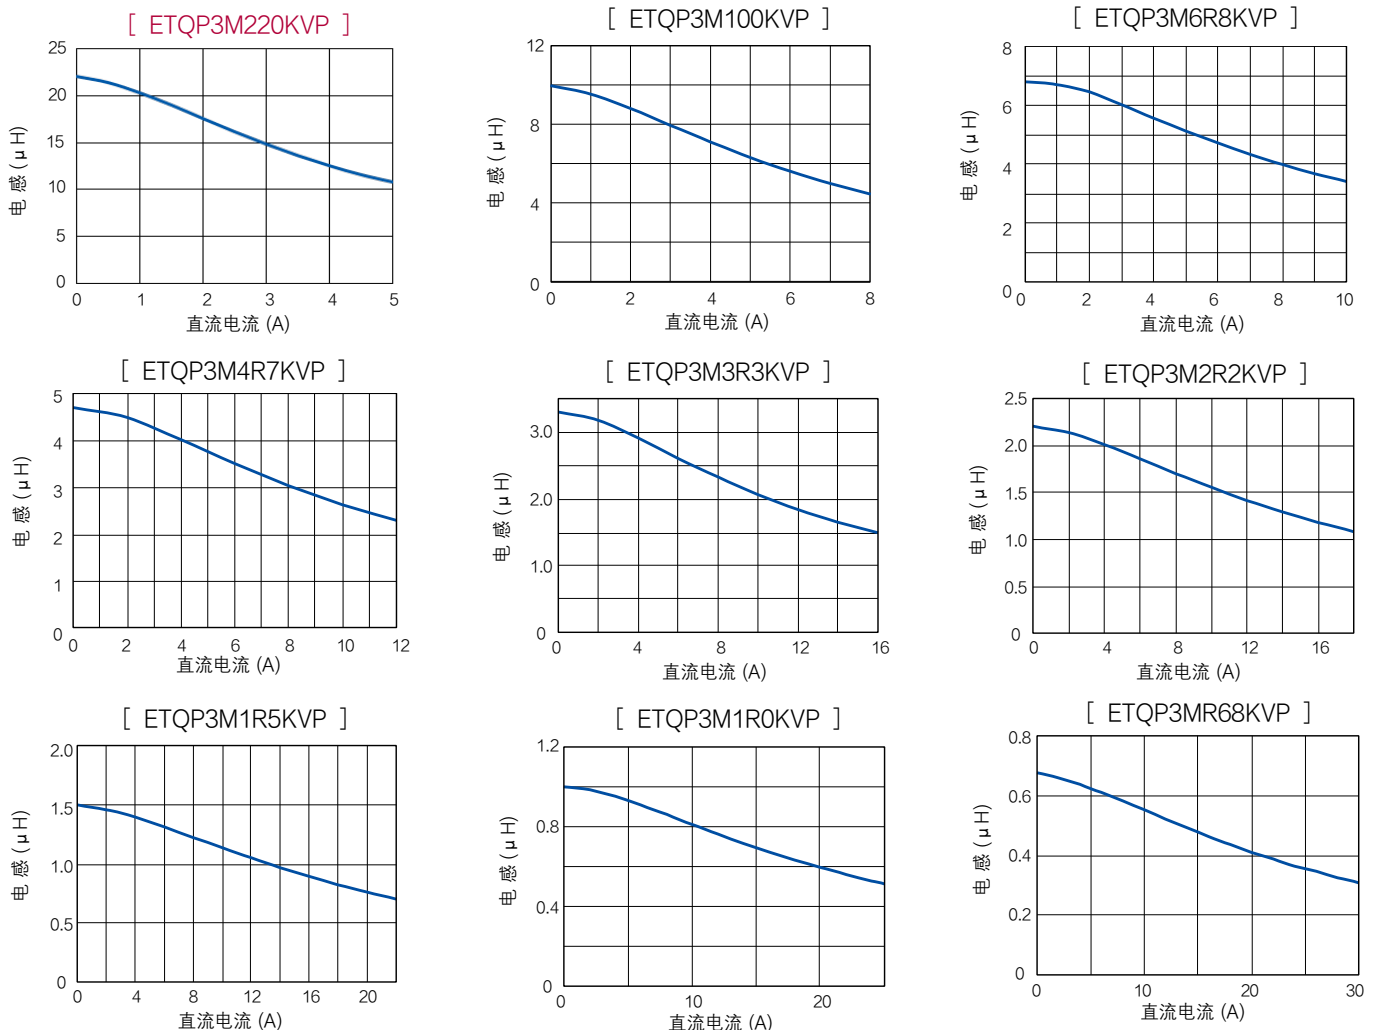 [ ETQP3M220KVP ]
25
20
15
10
5
0
电 感 ( μ H)
0 1 2 3 4 5
直流电流 (A)
[ ETQP3M100KVP ]
12
8
4
0
电 感 ( μ H)
0 2 4 6 8
直流电流 (A)
[ ETQP3M6R8KVP ]
8
6
4
2
0
电 感 ( μ H)
0 2 4 6 8 10
直流电流 (A)
[ ETQP3M4R7KVP ]
5
4
3
2
1
0
电 感 ( μ H)
0 2 4 6 8 10 12
直流电流 (A)
[ ETQP3M3R3KVP ]
3.0
2.0
1.0
0
电 感 ( μ H)
0 4 8 12 16
直流电流 (A)
[ ETQP3M2R2KVP ]
2.5
2.0
1.5
1.0
0.5
0
电 感 ( μ H)
0 4 8 12 16
直流电流 (A)
[ ETQP3M1R5KVP ]
2.0
1.5
1.0
0.5
0
电 感 ( μ H)
0 4 8 12 16 20
直流电流 (A)
[ ETQP3M1R0KVP ]
1.2
0.8
0.4
0
电 感 ( μ H)
0 10 20
直流电流 (A)
[ ETQP3MR68KVP ]
0.8
0.6
0.4
0.2
0
电 感 ( μ H)
0 10 20 30
直流电流 (A)